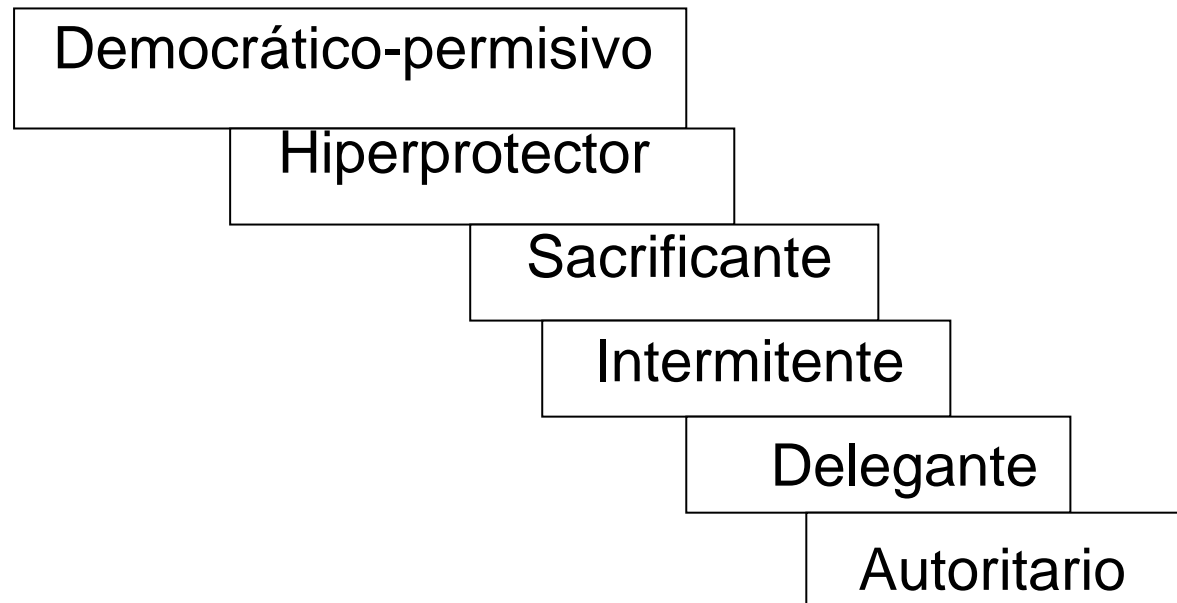 Democrático-permisivo
Hiperprotector
Sacrificante
Intermitente
Delegante
Autoritario